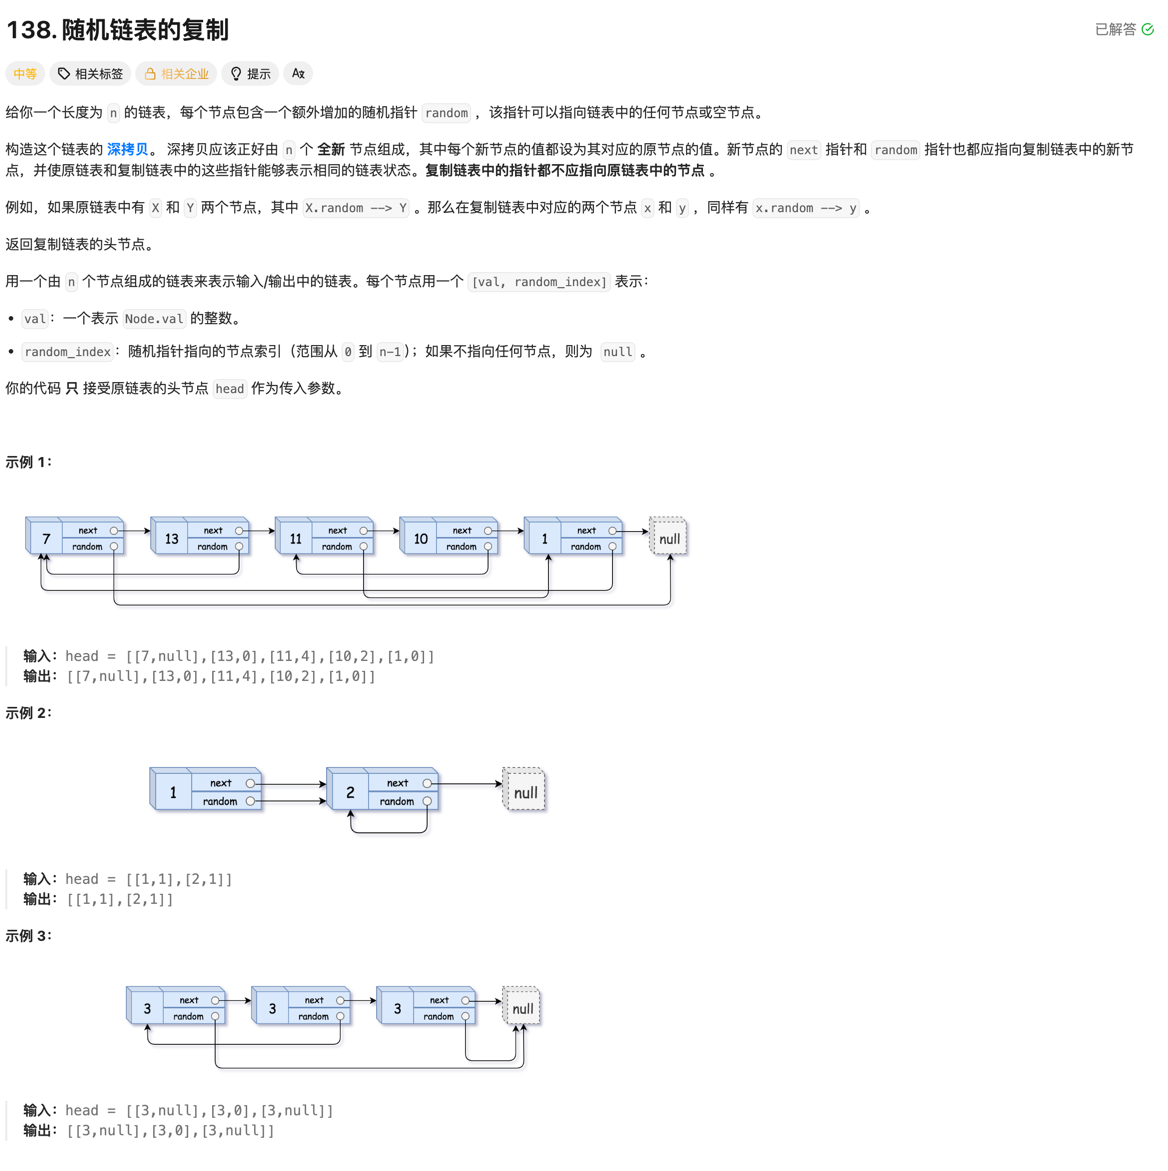 138. 随机链表的复制
已解答
中等 相关标签 相关企业 提示 Ax
给你一个长度为 n 的链表，每个节点包含一个额外增加的随机指针 random ，该指针可以指向链表中的任何节点或空节点。
构造这个链表的 深拷贝。 深拷贝应该正好由 n 个 全新 节点组成，其中每个新节点的值都设为其对应的原节点的值。新节点的 next 指针和 random 指针也都应指向复制链表中的新节
点，并使原链表和复制链表中的这些指针能够表示相同的链表状态。复制链表中的指针都不应指向原链表中的节点 。
例如，如果原链表中有 X 和 Y 两个节点，其中 X.random --> Y 。那么在复制链表中对应的两个节点 x 和 y ，同样有 x.random --> y 。
返回复制链表的头节点。
用一个由 n 个节点组成的链表来表示输入/输出中的链表。每个节点用一个 [val, random_index] 表示：
• val：一个表示 Node.val 的整数。
• random_index：随机指针指向的节点索引（范围从 0 到 n-1）；如果不指向任何节点，则为 null 。
你的代码 只 接受原链表的头节点 head 作为传入参数。
示例 1：
7 next random 13 next random 11 next random 10 next random 1 next random null
输入：head = [[7,null],[13,0],[11,4],[10,2],[1,0]]
输出：[[7,null],[13,0],[11,4],[10,2],[1,0]]
示例 2：
1 next random 2 next random null
输入：head = [[1,1],[2,1]]
输出：[[1,1],[2,1]]
示例 3：
3 next random 3 next random 3 next random null
输入：head = [[3,null],[3,0],[3,null]]
输出：[[3,null],[3,0],[3,null]]